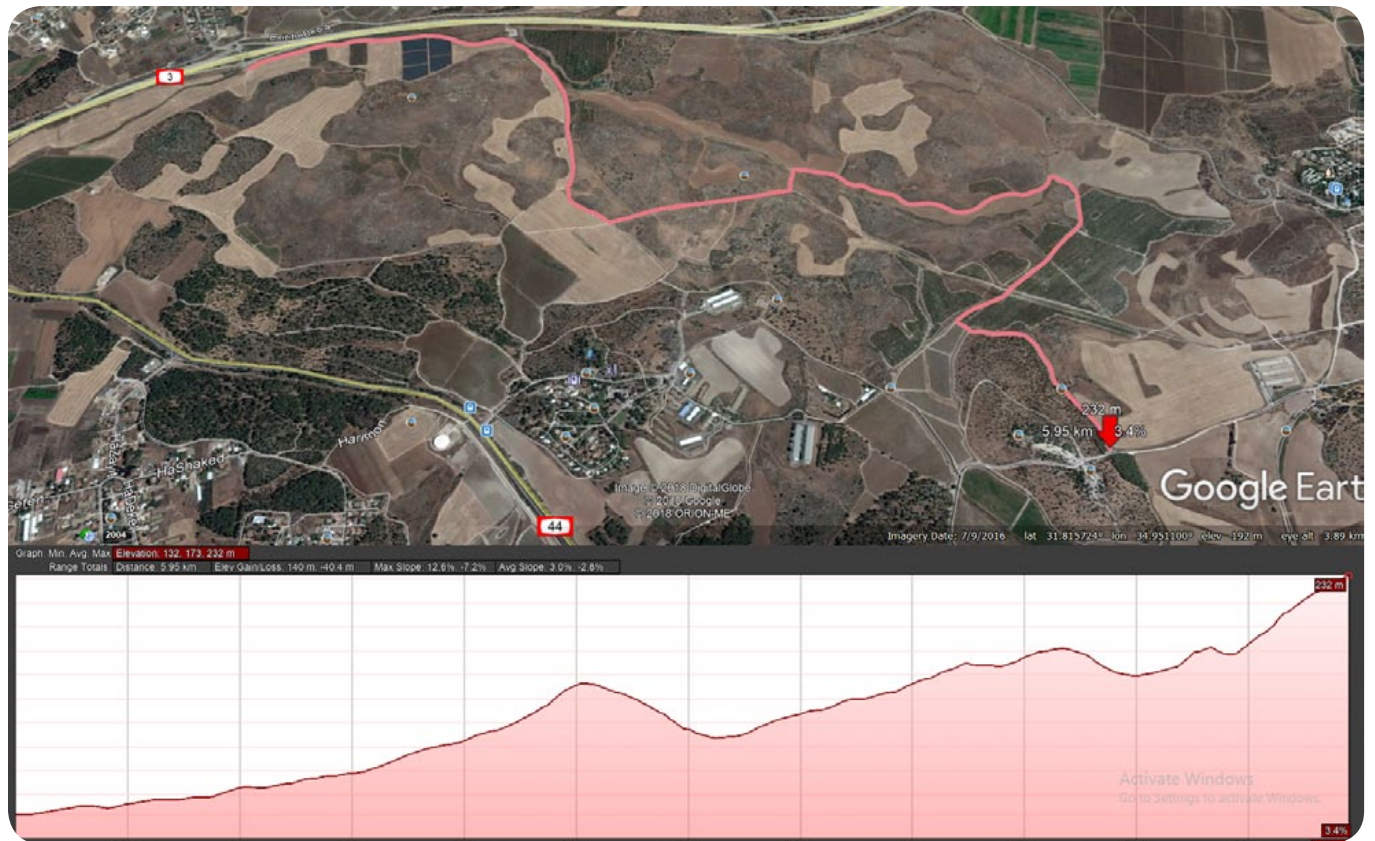 3
232 m
5.95 km 3.4%
Harimon
HaShaked
efen
44
Image © 2018 DigitalGlobe
© 2018 Google
© 2018 ORION-ME
Google Eart
2004
Imagery Date: 7/9/2016 lat 31.815724° lon 34.951100° elev 192 m eye alt 3.89 km
Graph: Min, Avg, Max Elevation: 132, 173, 232 m
Range Totals: Distance: 5.95 km Elev Gain/Loss: 140 m, -40.4 m Max Slope: 12.6%, -7.2% Avg Slope: 3.0%, -2.8%
232 m
Activate Windows
Go to Settings to activate Windows.
3.4%